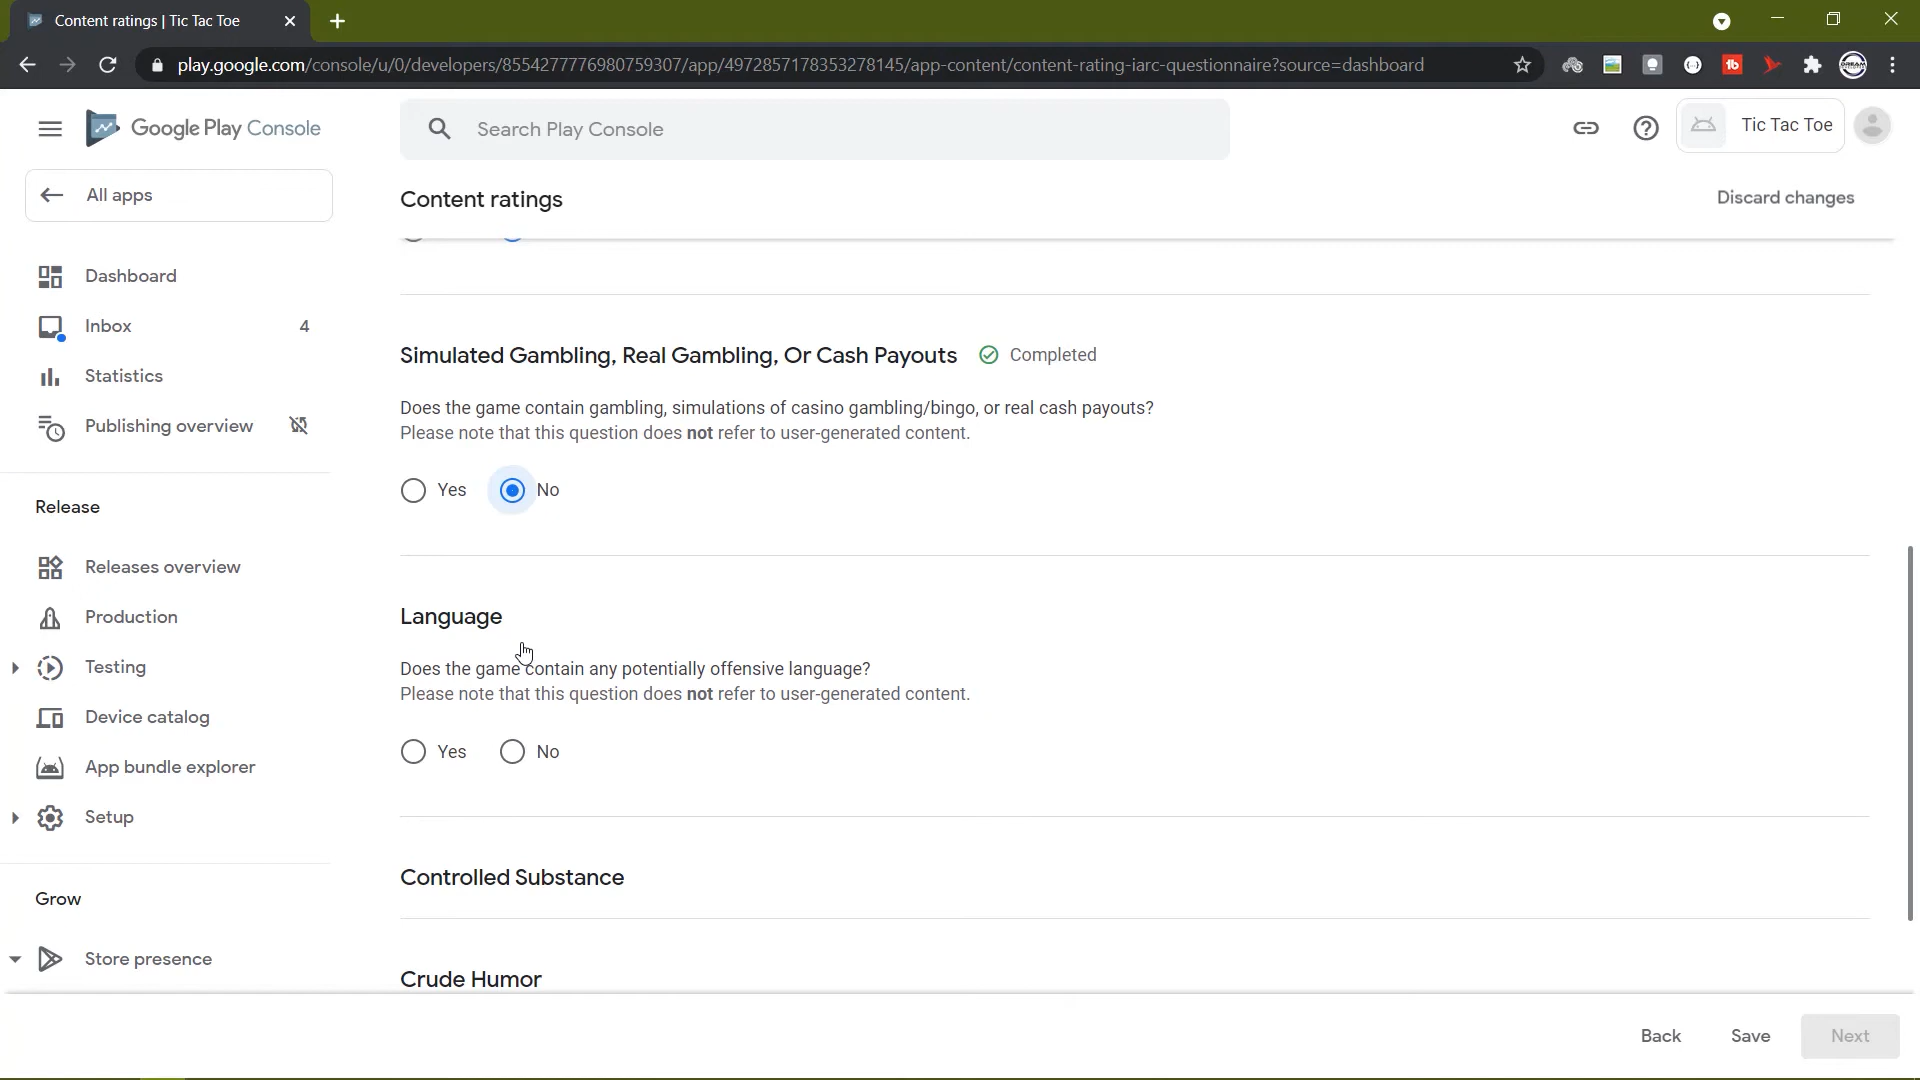 Content ratings | Tic Tac Toe
play.google.com/console/u/0/developers/8554277776980759307/app/4972857178353278145/app-content/content-rating-iarc-questionnaire?source=dashboard
Google Play Console
Search Play Console
Tic Tac Toe
All apps
Content ratings
Discard changes
Dashboard
Inbox 4
Statistics
Publishing overview
Release
Releases overview
Production
Testing
Device catalog
App bundle explorer
Setup
Grow
Store presence
Simulated Gambling, Real Gambling, Or Cash Payouts Completed
Does the game contain gambling, simulations of casino gambling/bingo, or real cash payouts?
Please note that this question does not refer to user-generated content.
Yes No
Language
Does the game contain any potentially offensive language?
Please note that this question does not refer to user-generated content.
Yes No
Controlled Substance
Crude Humor
Back Save Next